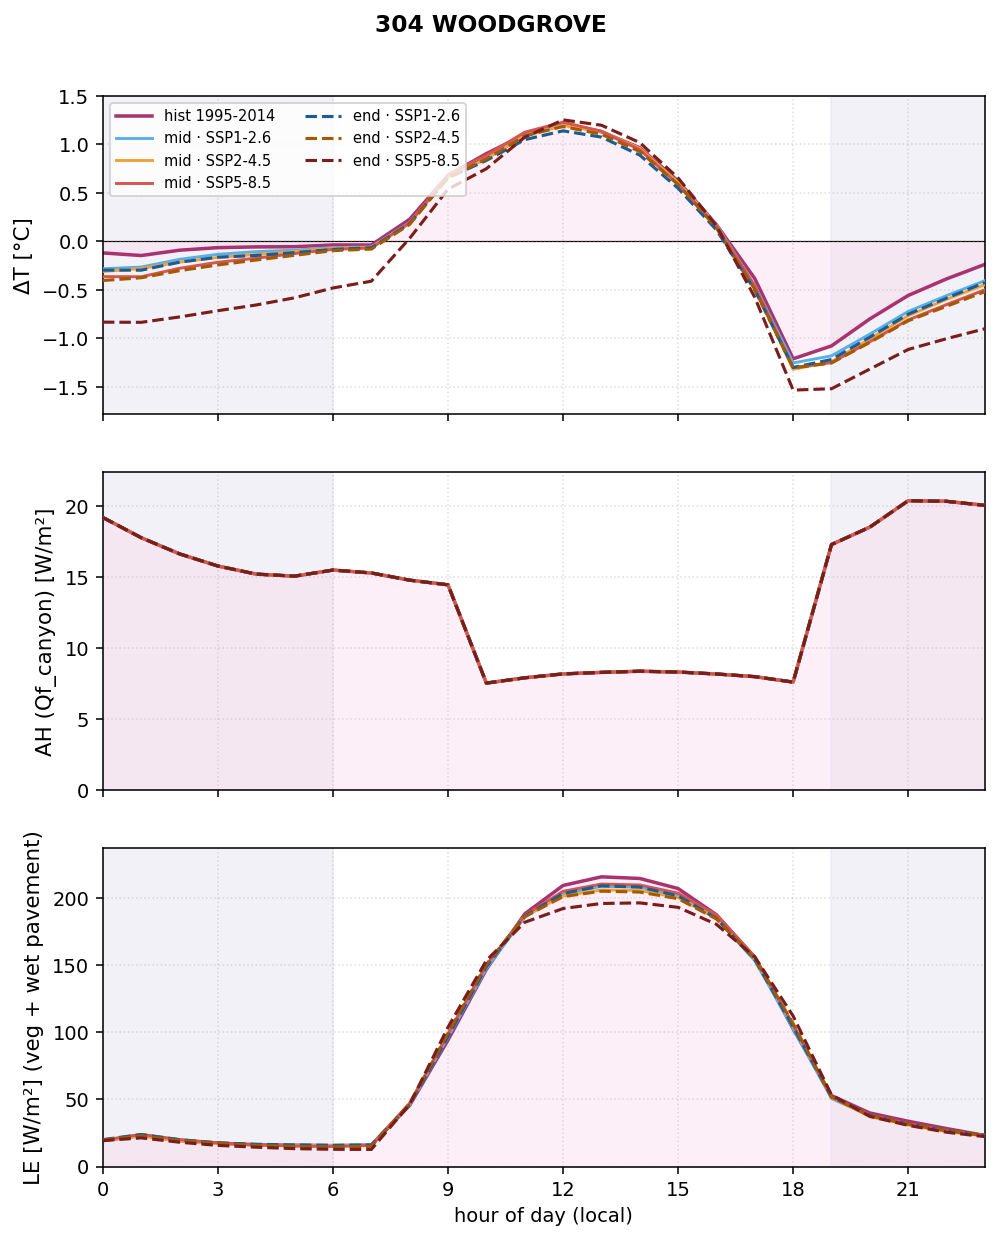 304 WOODGROVE
hist 1995-2014
mid · SSP1-2.6
mid · SSP2-4.5
mid · SSP5-8.5
end · SSP1-2.6
end · SSP2-4.5
end · SSP5-8.5
ΔT [°C]
1.5
1.0
0.5
0.0
−0.5
−1.0
−1.5
AH (Qf_canyon) [W/m²]
20
15
10
5
0
LE [W/m²] (veg + wet pavement)
200
150
100
50
0
0 3 6 9 12 15 18 21
hour of day (local)